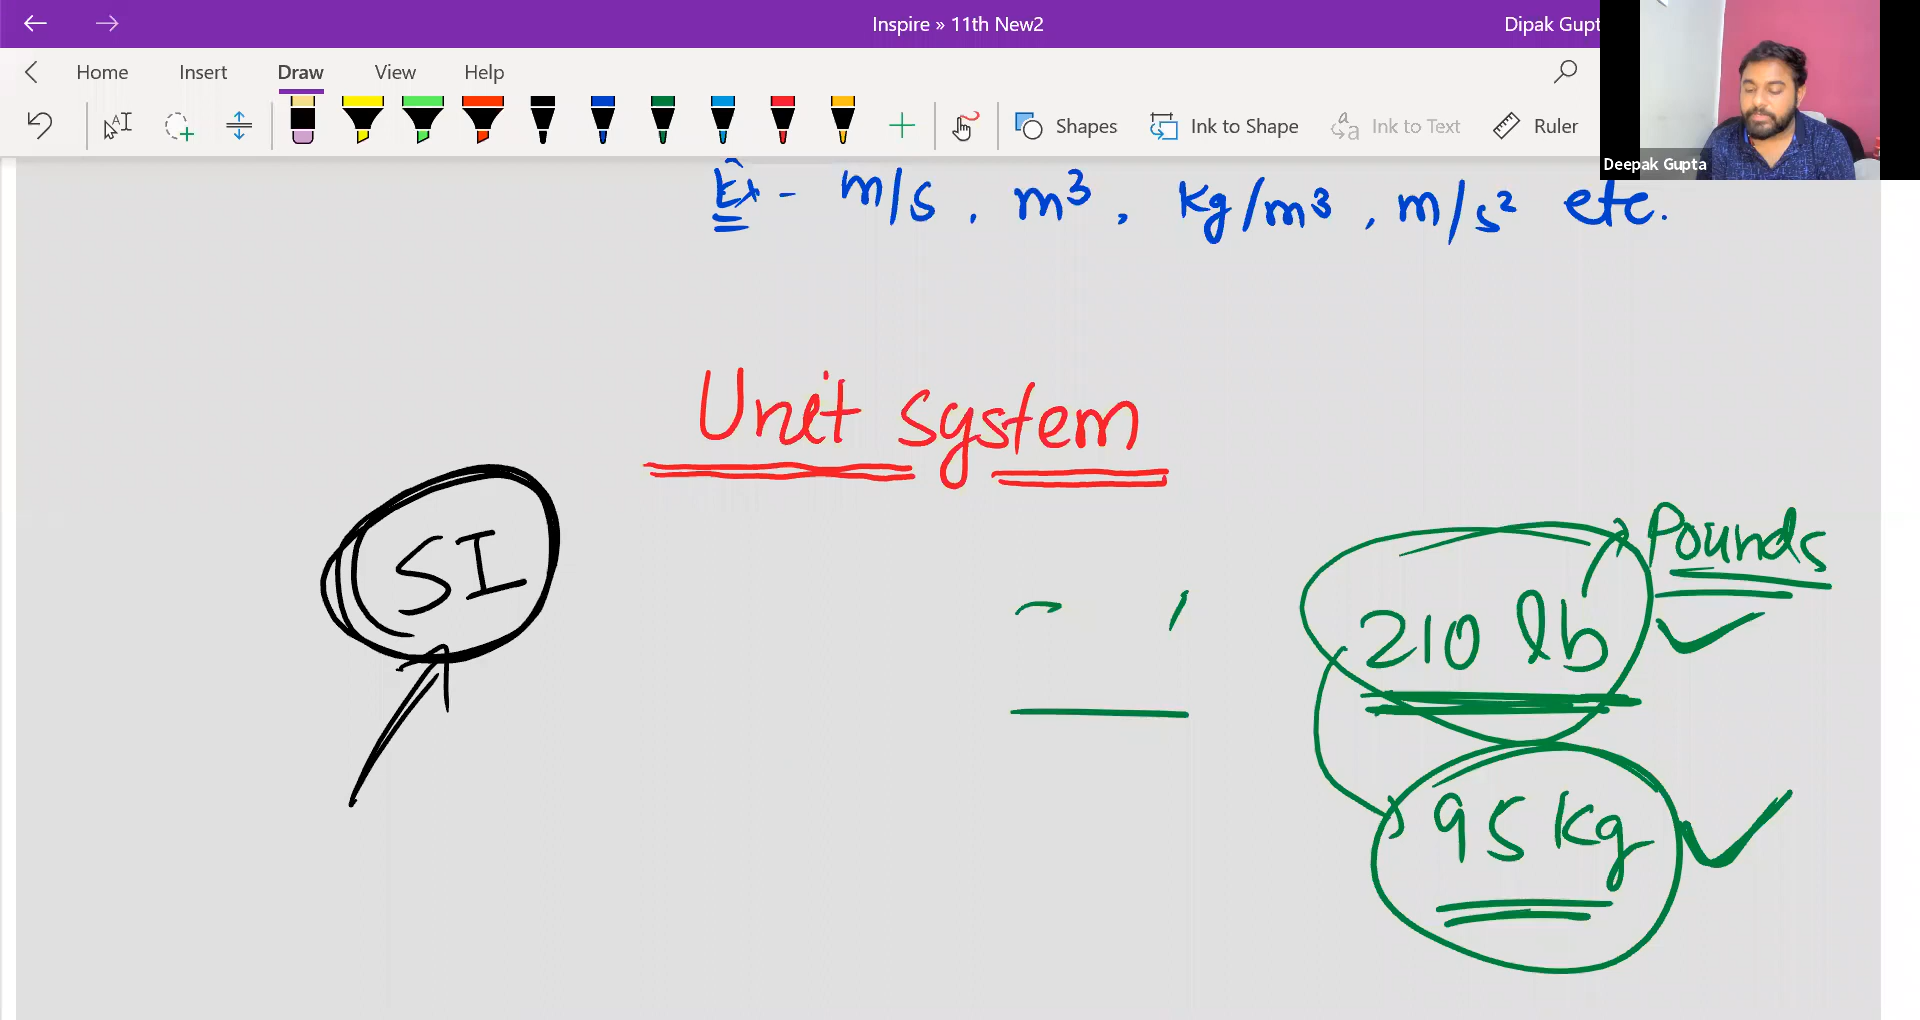 Inspire » 11th New2
Dipak Gupt
Home Insert Draw View Help
Shapes Ink to Shape Ink to Text Ruler
Deepak Gupta
Ex - m/s, m³, kg/m³, m/s² etc.
Unit system
SI
Pounds
210 lb
95 kg